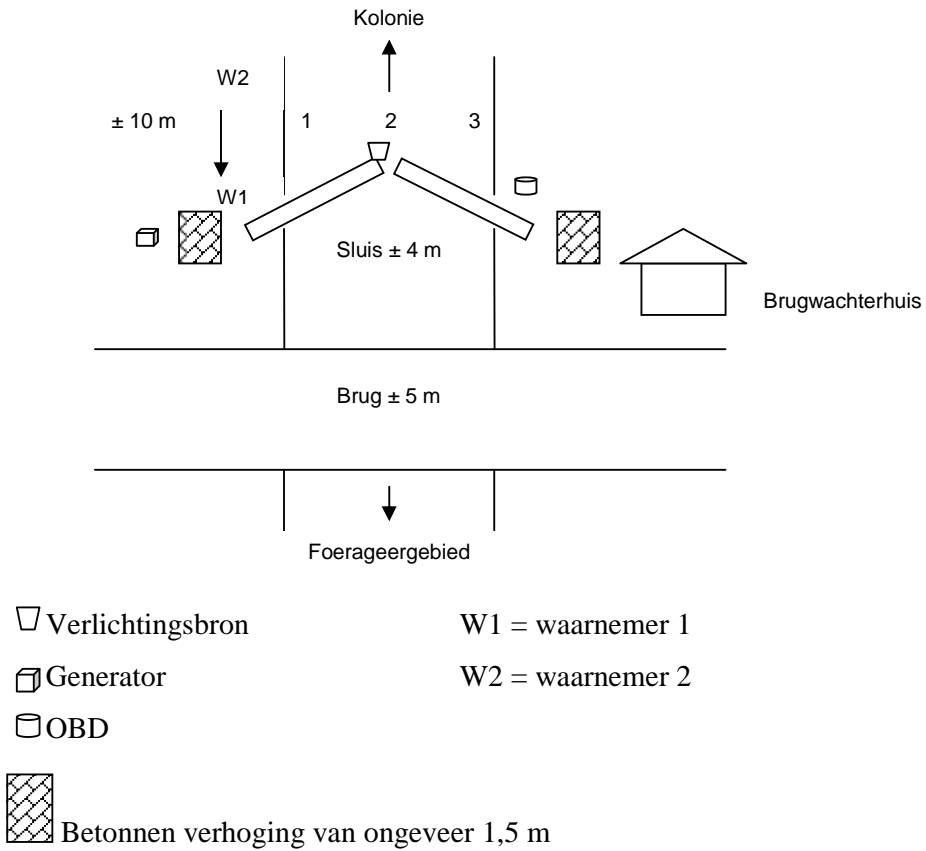 Kolonie
W2
± 10 m
1 2 3
W1
Sluis ± 4 m
Brugwachterhuis
Brug ± 5 m
Foerageergebied
Verlichtingsbron W1 = waarnemer 1
Generator W2 = waarnemer 2
OBD
Betonnen verhoging van ongeveer 1,5 m